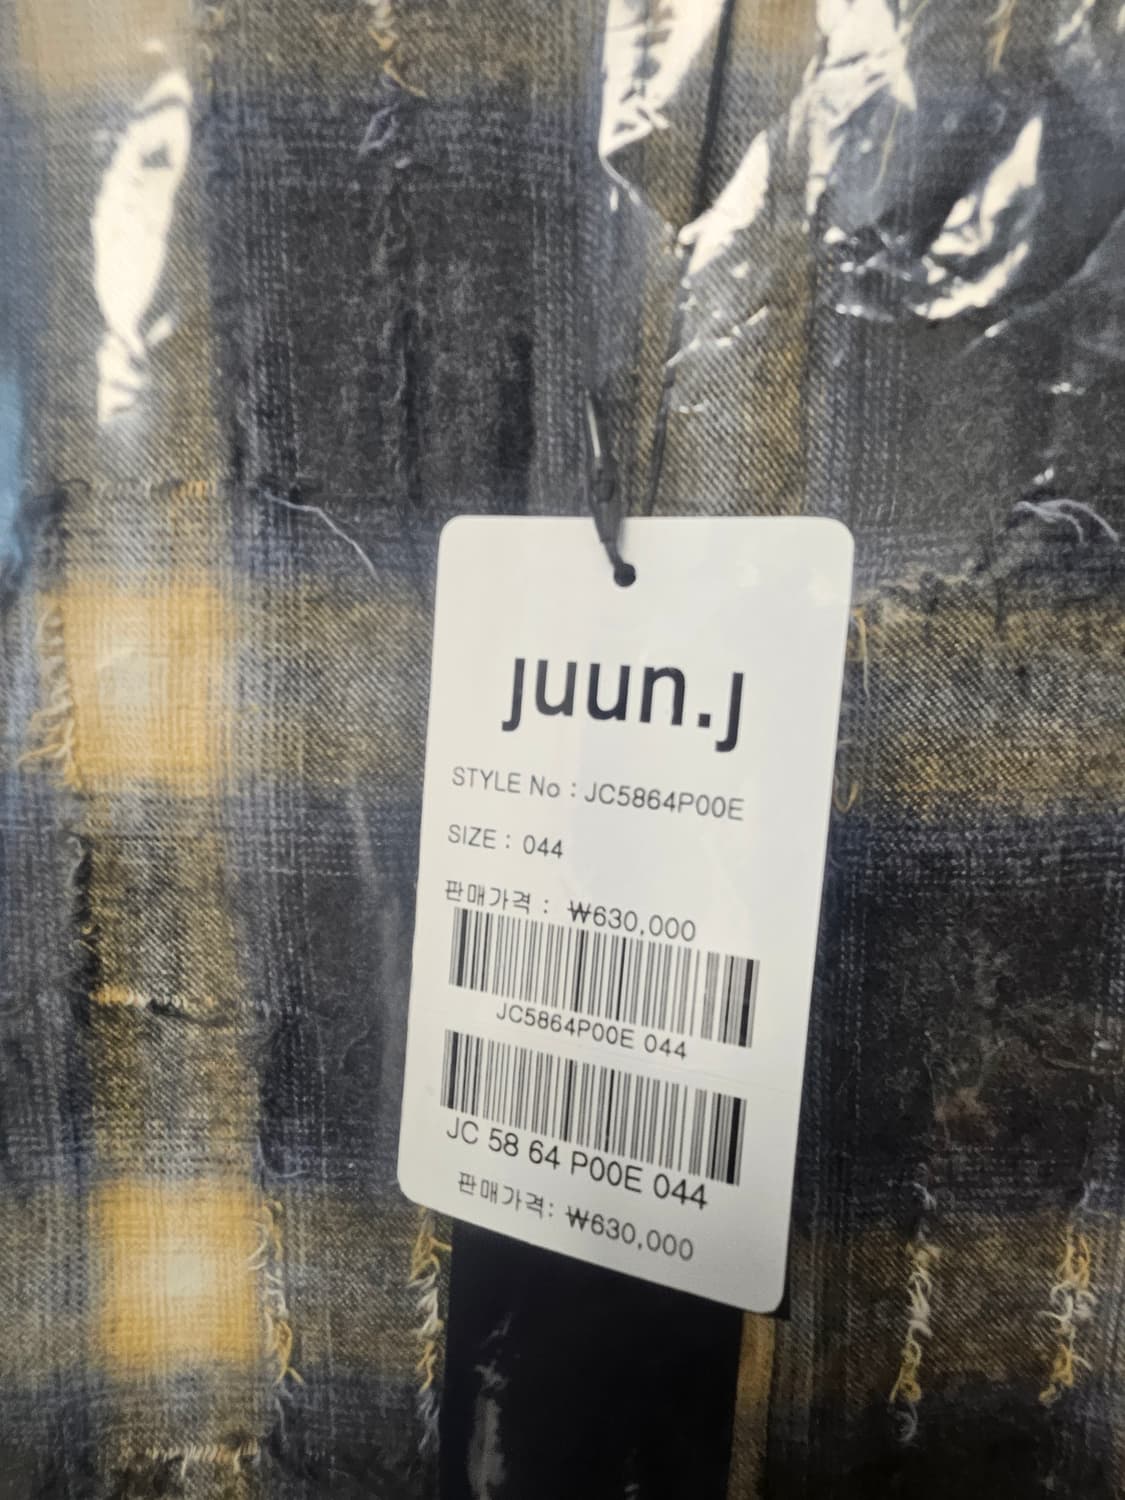 juun.j
STYLE No : JC5864P00E
SIZE : 044
판매가격 : ₩630,000
JC5864P00E 044
JC 58 64 P00E 044
판매가격: ₩630,000